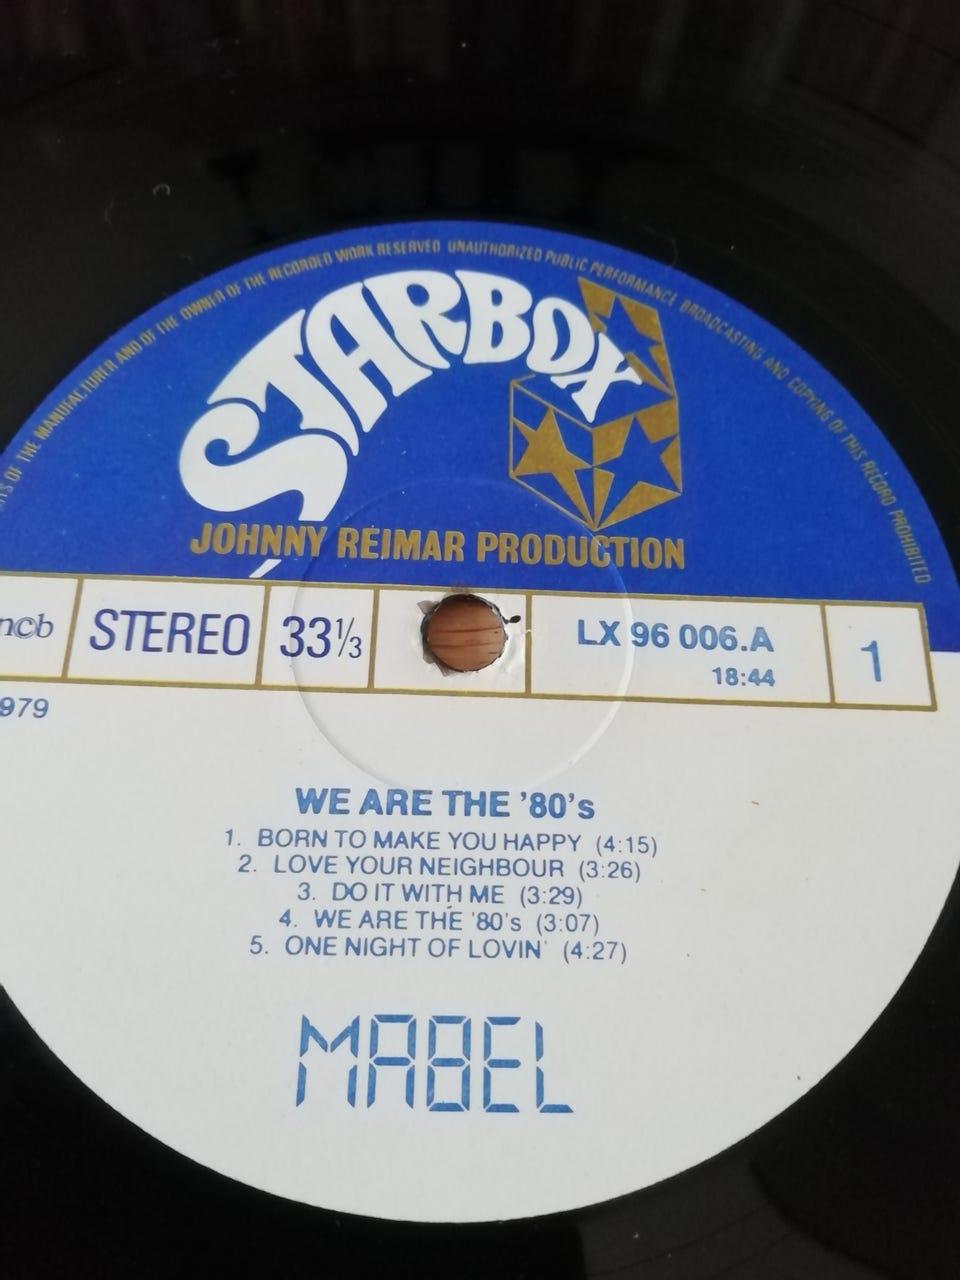 OF THE MANUFACTURER AND OF THE OWNER OF THE RECORDED WORK RESERVED UNAUTHORIZED PUBLIC PERFORMANCE BROADCASTING AND COPYING OF THIS RECORD PROHIBITED
STARBOX
JOHNNY REIMAR PRODUCTION
ncb STEREO 33⅓ LX 96 006.A 1
18:44
979
WE ARE THE '80's
1. BORN TO MAKE YOU HAPPY (4:15)
2. LOVE YOUR NEIGHBOUR (3:26)
3. DO IT WITH ME (3:29)
4. WE ARE THE '80's (3:07)
5. ONE NIGHT OF LOVIN' (4:27)
MABEL